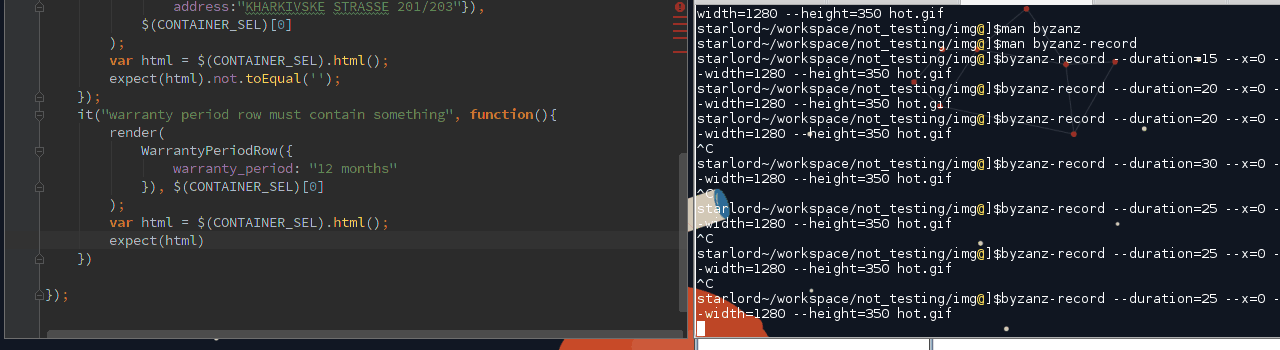 address:"KHARKIVSKE STRASSE 201/203"}),
$(CONTAINER_SEL)[0]
);
var html = $(CONTAINER_SEL).html();
expect(html).not.toEqual('');
});
it("warranty period row must contain something", function(){
render(
WarrantyPeriodRow({
warranty_period: "12 months"
}), $(CONTAINER_SEL)[0]
);
var html = $(CONTAINER_SEL).html();
expect(html)
})
});
width=1280 --height=350 hot.gif
starlord~/workspace/not_testing/img@]$man byzanz
starlord~/workspace/not_testing/img@]$man byzanz-record
starlord~/workspace/not_testing/img@]$byzanz-record --duration=15 --x=0 -
-width=1280 --height=350 hot.gif
starlord~/workspace/not_testing/img@]$byzanz-record --duration=20 --x=0 -
-width=1280 --height=350 hot.gif
starlord~/workspace/not_testing/img@]$byzanz-record --duration=20 --x=0 -
-width=1280 --height=350 hot.gif
^C
starlord~/workspace/not_testing/img@]$byzanz-record --duration=30 --x=0 -
-width=1280 --height=350 hot.gif
^C
starlord~/workspace/not_testing/img@]$byzanz-record --duration=25 --x=0 -
-width=1280 --height=350 hot.gif
^C
starlord~/workspace/not_testing/img@]$byzanz-record --duration=25 --x=0 -
-width=1280 --height=350 hot.gif
^C
starlord~/workspace/not_testing/img@]$byzanz-record --duration=25 --x=0 -
-width=1280 --height=350 hot.gif